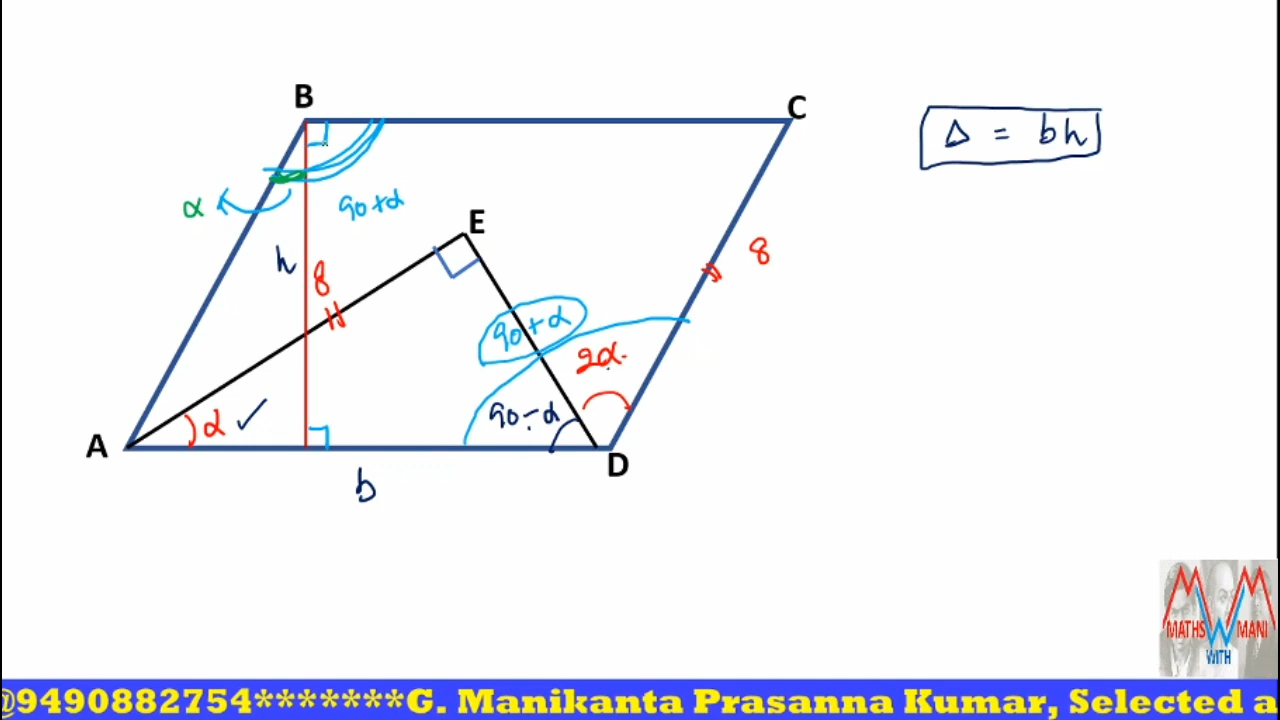 B
C
Δ = bh
α
90+α
E
h
8
8
90+α
2α
A
α ✓
90-α
D
b
MATHS MANI
WITH
@9490882754*******G. Manikanta Prasanna Kumar, Selected a